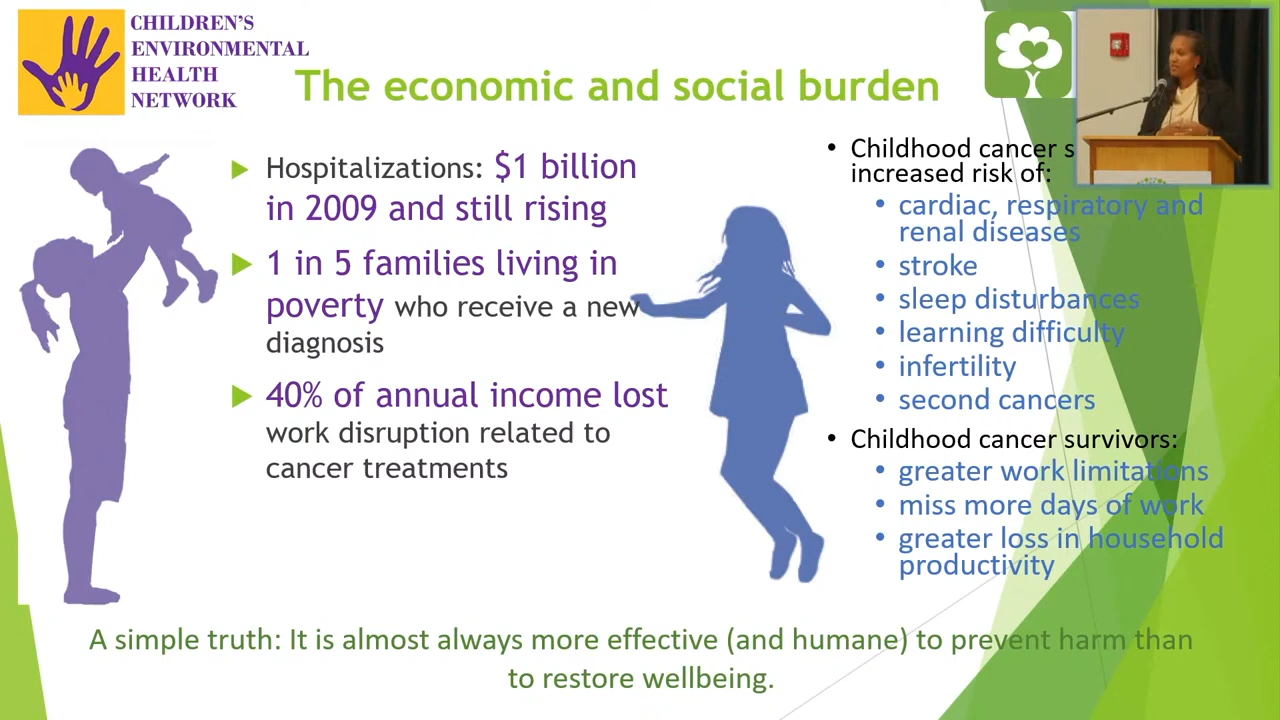 CHILDREN'S
ENVIRONMENTAL
HEALTH
NETWORK
The economic and social burden
Hospitalizations: $1 billion
in 2009 and still rising
1 in 5 families living in
poverty who receive a new
diagnosis
40% of annual income lost
work disruption related to
cancer treatments
• Childhood cancer s
increased risk of:
• cardiac, respiratory and
renal diseases
• stroke
• sleep disturbances
• learning difficulty
• infertility
• second cancers
• Childhood cancer survivors:
• greater work limitations
• miss more days of work
• greater loss in household
productivity
A simple truth: It is almost always more effective (and humane) to prevent harm than
to restore wellbeing.